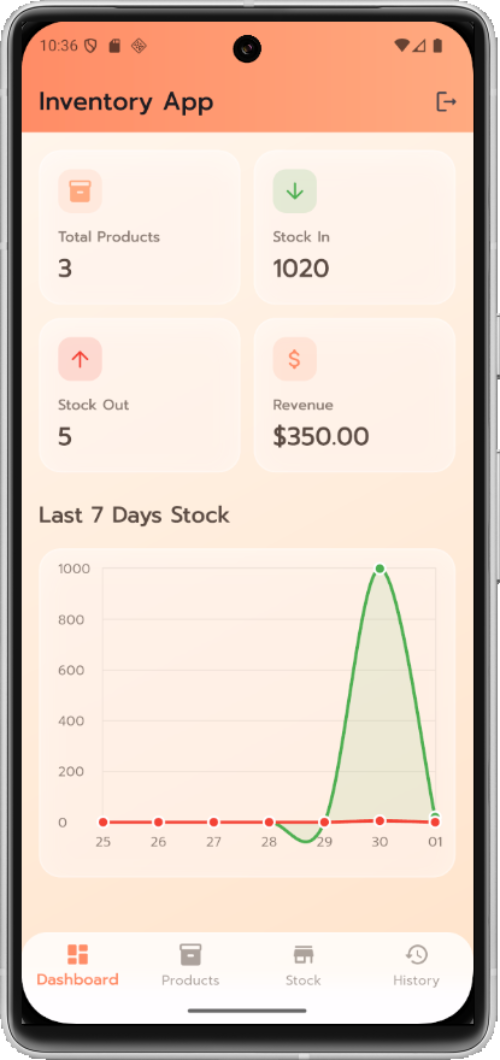 10:36
Inventory App
Total Products
3
Stock In
1020
Stock Out
5
$
Revenue
$350.00
Last 7 Days Stock
1000
800
600
400
200
0
25 26 27 28 29 30 01
Dashboard Products Stock History